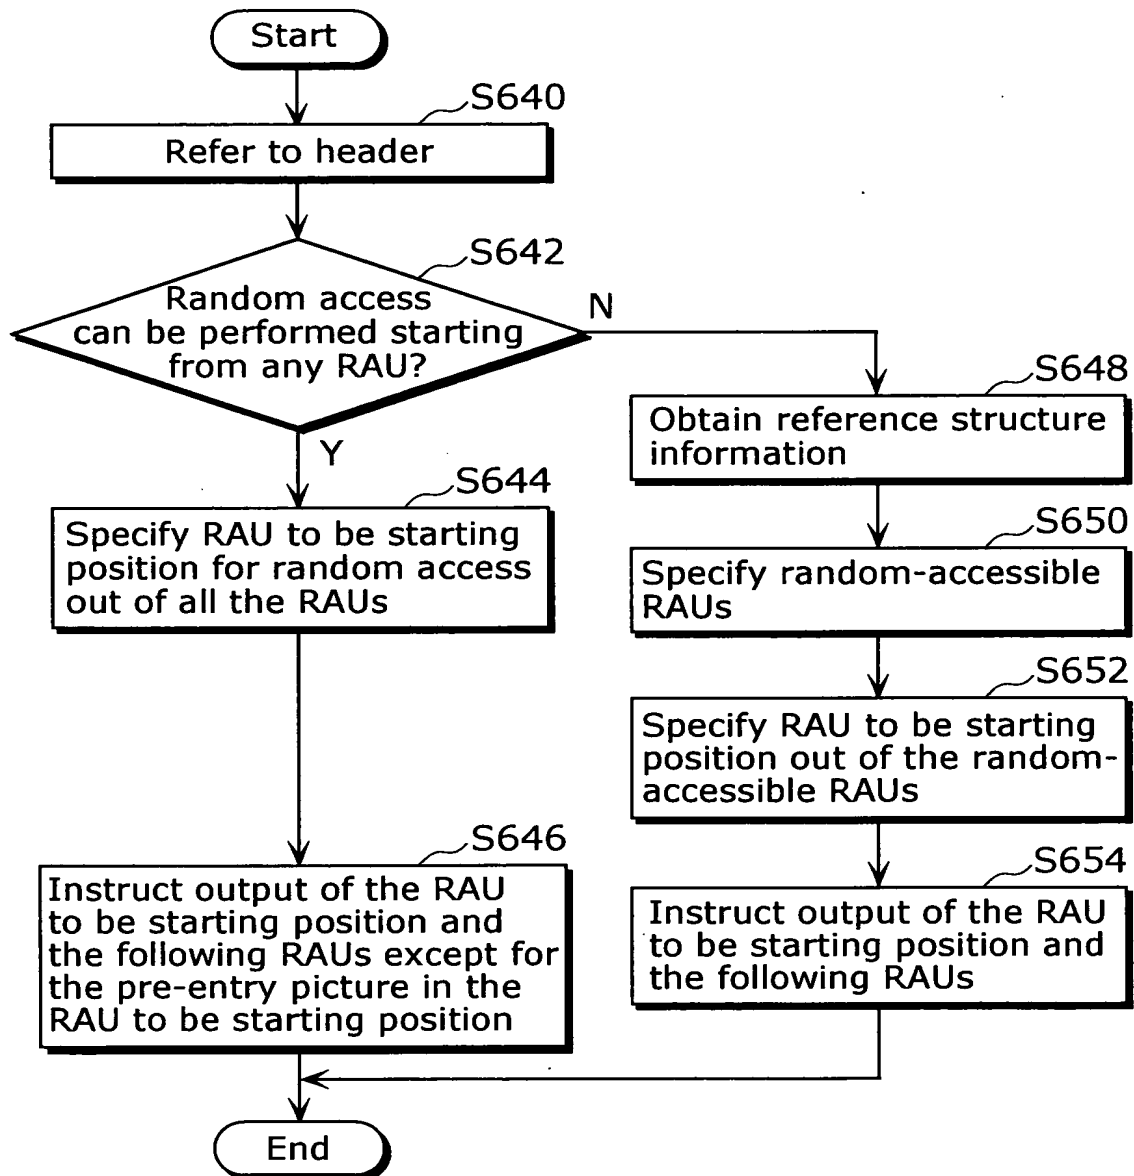 Start
S640
Refer to header
S642
Random access
can be performed starting
from any RAU?
N
Y
S644
Specify RAU to be starting
position for random access
out of all the RAUs
S646
Instruct output of the RAU
to be starting position and
the following RAUs except for
the pre-entry picture in the
RAU to be starting position
S648
Obtain reference structure
information
S650
Specify random-accessible
RAUs
S652
Specify RAU to be starting
position out of the random-
accessible RAUs
S654
Instruct output of the RAU
to be starting position and
the following RAUs
End